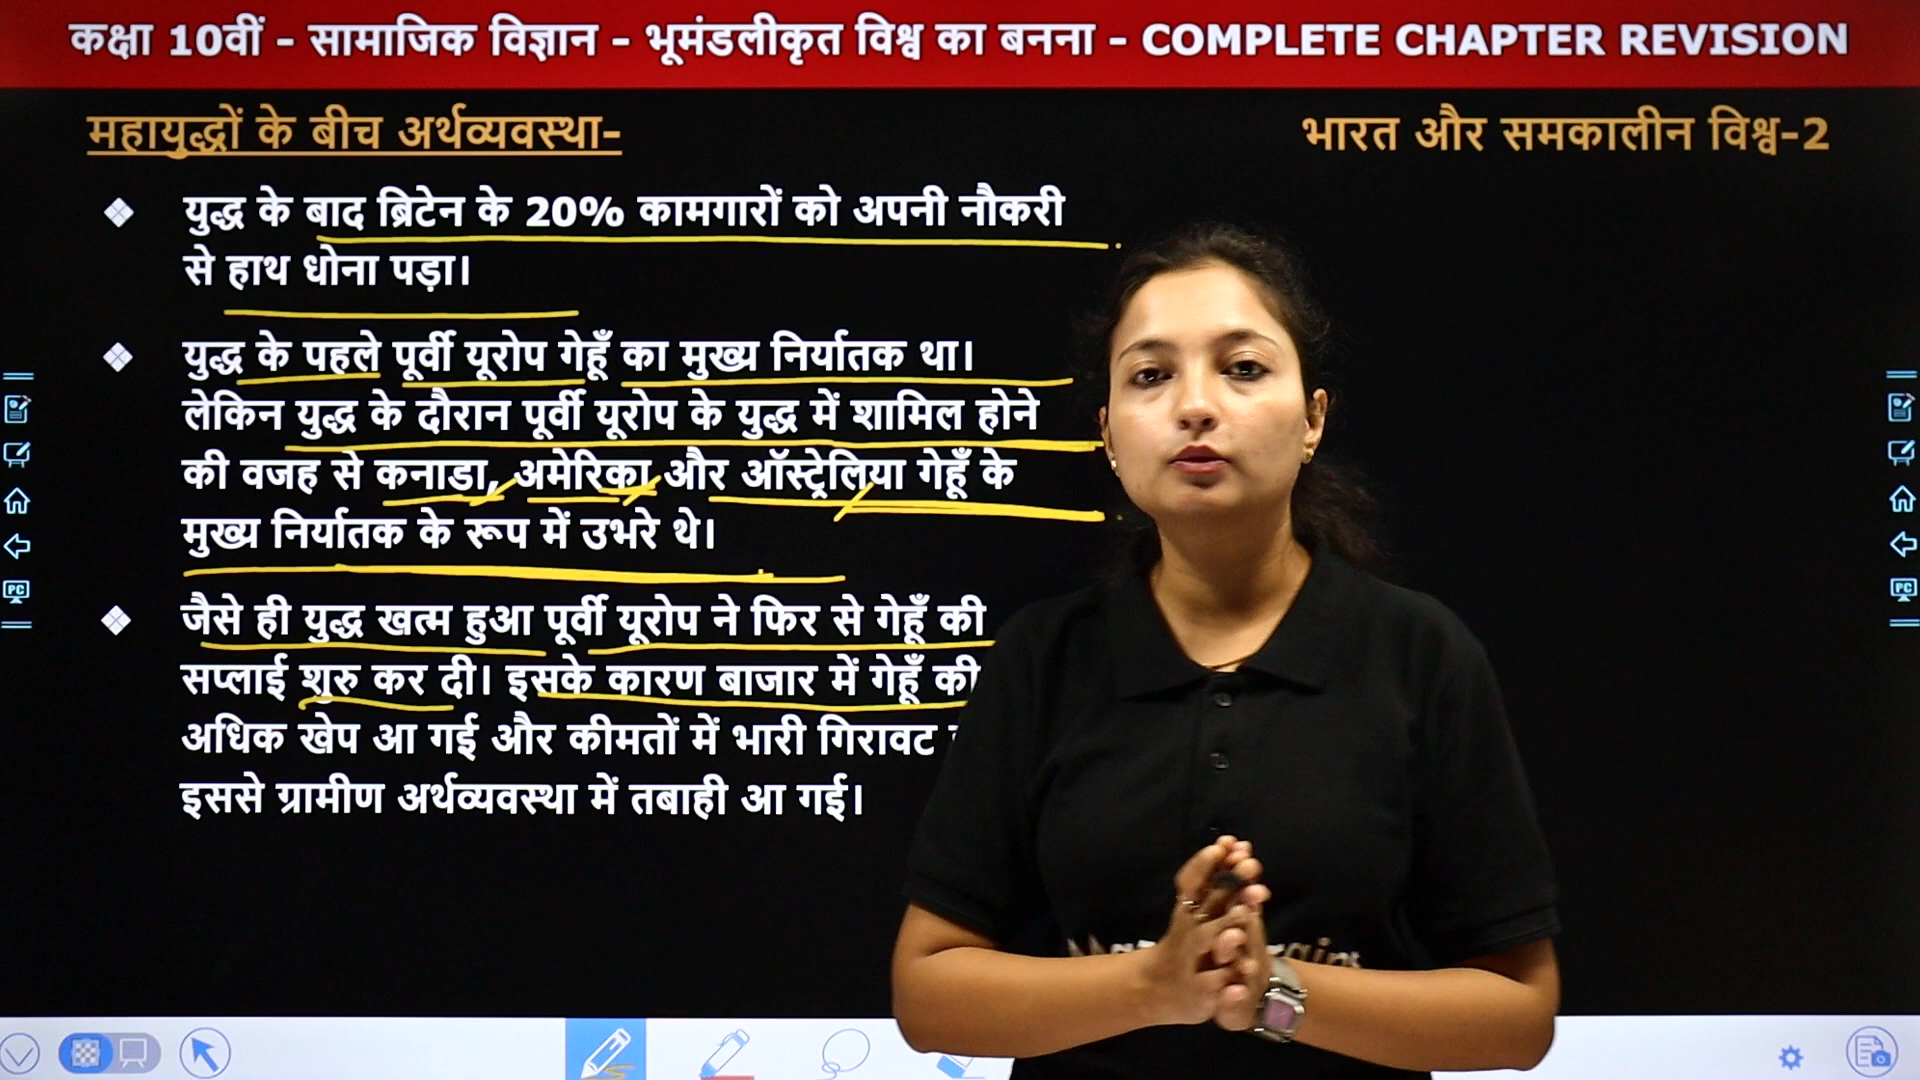 कक्षा 10वीं - सामाजिक विज्ञान - भूमंडलीकृत विश्व का बनना - COMPLETE CHAPTER REVISION
महायुद्धों के बीच अर्थव्यवस्था-
भारत और समकालीन विश्व-2
युद्ध के बाद ब्रिटेन के 20% कामगारों को अपनी नौकरी
से हाथ धोना पड़ा।
युद्ध के पहले पूर्वी यूरोप गेहूँ का मुख्य निर्यातक था।
लेकिन युद्ध के दौरान पूर्वी यूरोप के युद्ध में शामिल होने
की वजह से कनाडा, अमेरिका और ऑस्ट्रेलिया गेहूँ के
मुख्य निर्यातक के रूप में उभरे थे।
जैसे ही युद्ध खत्म हुआ पूर्वी यूरोप ने फिर से गेहूँ की
सप्लाई शुरु कर दी। इसके कारण बाजार में गेहूँ की
अधिक खेप आ गई और कीमतों में भारी गिरावट
इससे ग्रामीण अर्थव्यवस्था में तबाही आ गई।
PC
PC